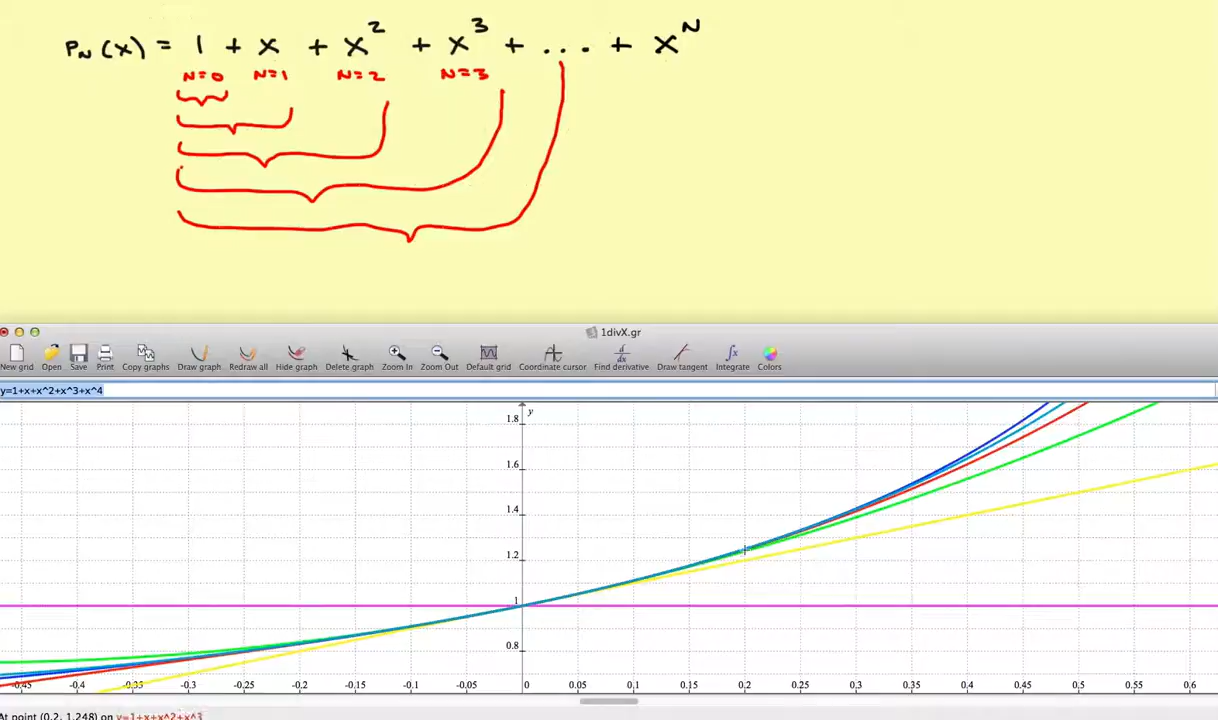 P_N(x) = 1 + x + x² + x³ + ... + x^N
N=0 N=1 N=2 N=3
1divX.gr
New grid Open Save Print Copy graphs Draw graph Redraw all Hide graph Delete graph Zoom In Zoom Out Default grid Coordinate cursor Find derivative Draw tangent Integrate Colors
y=1+x+x^2+x^3+x^4
y
1.8
1.6
1.4
1.2
1
0.8
-0.45 -0.4 -0.35 -0.3 -0.25 -0.2 -0.15 -0.1 -0.05 0 0.05 0.1 0.15 0.2 0.25 0.3 0.35 0.4 0.45 0.5 0.55 0.6
At point (0.2, 1.248) on y=1+x+x^2+x^3